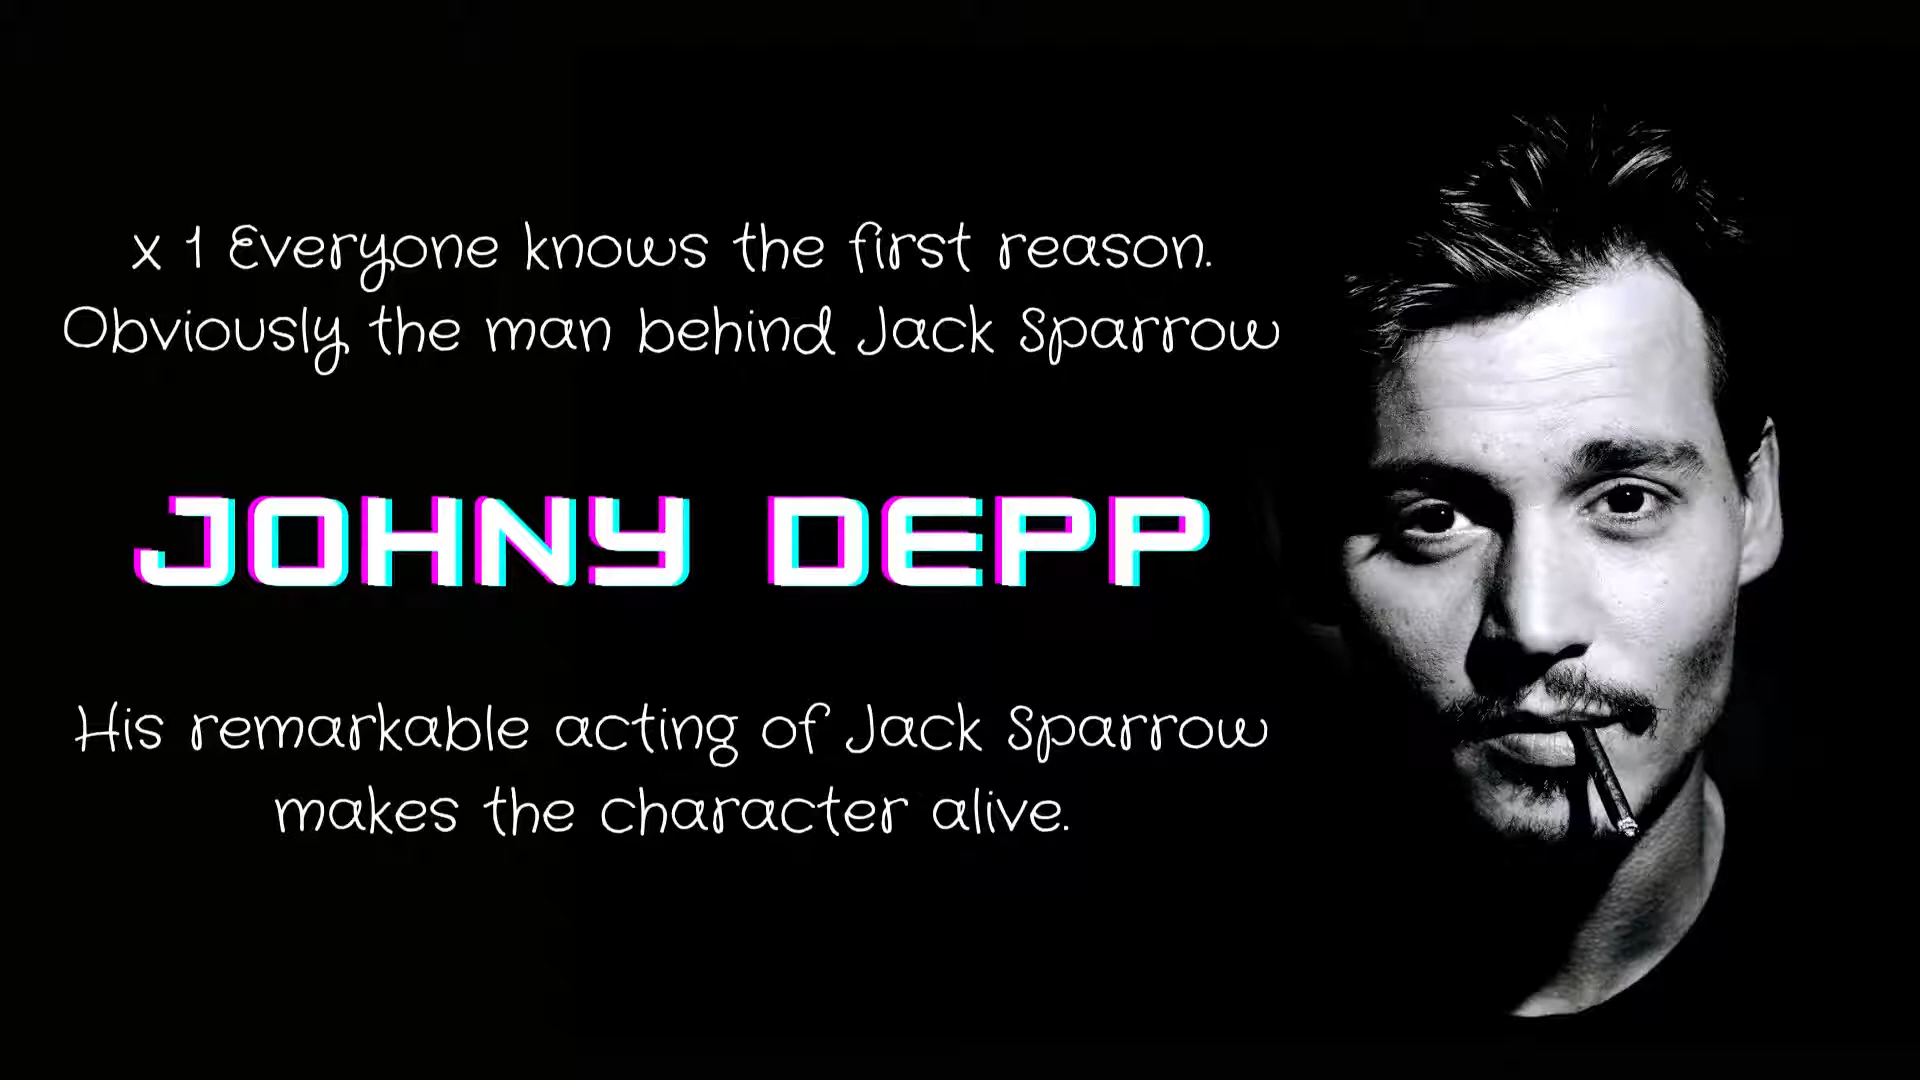 x 1 Everyone knows the first reason.
Obviously the man behind Jack Sparrow
JOHNY DEPP
His remarkable acting of Jack Sparrow
makes the character alive.